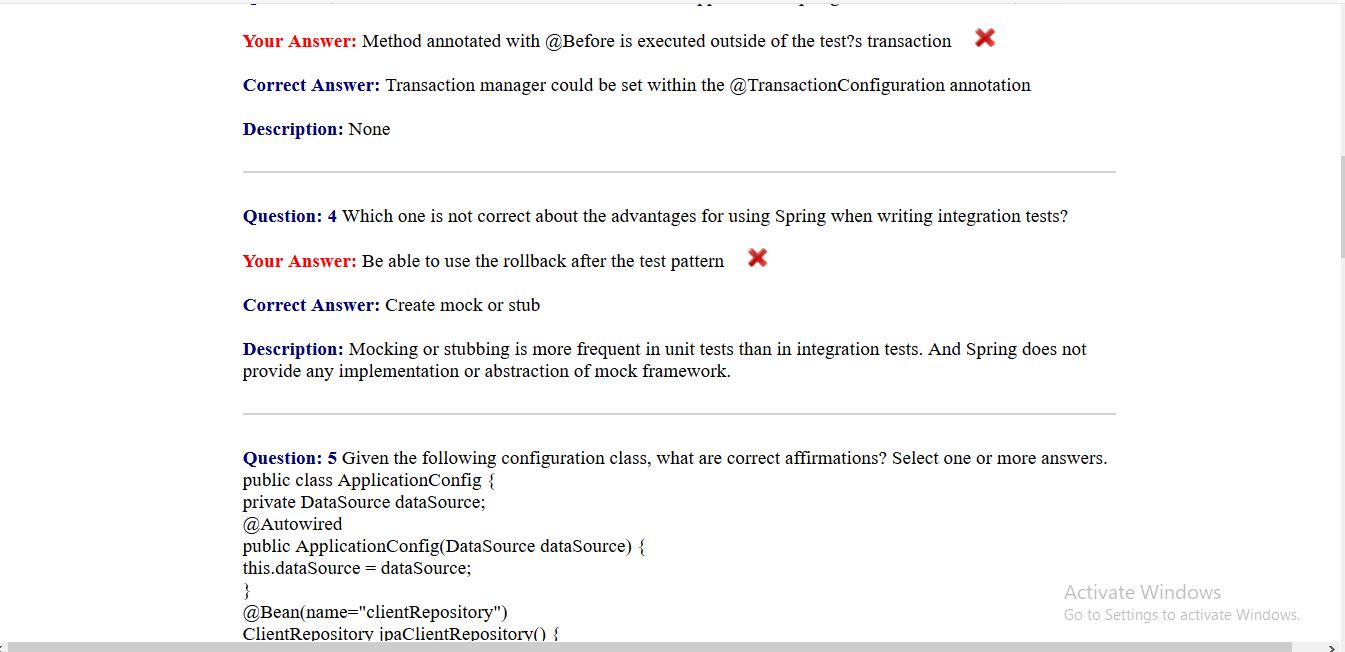 Your Answer: Method annotated with @Before is executed outside of the test?s transaction
Correct Answer: Transaction manager could be set within the @TransactionConfiguration annotation
Description: None
Question: 4 Which one is not correct about the advantages for using Spring when writing integration tests?
Your Answer: Be able to use the rollback after the test pattern
Correct Answer: Create mock or stub
Description: Mocking or stubbing is more frequent in unit tests than in integration tests. And Spring does not
provide any implementation or abstraction of mock framework.
Question: 5 Given the following configuration class, what are correct affirmations? Select one or more answers.
public class ApplicationConfig {
private DataSource dataSource;
@Autowired
public ApplicationConfig(DataSource dataSource) {
this.dataSource = dataSource;
}
@Bean(name="clientRepository")
ClientRepository jpaClientRepository() {
Activate Windows
Go to Settings to activate Windows.